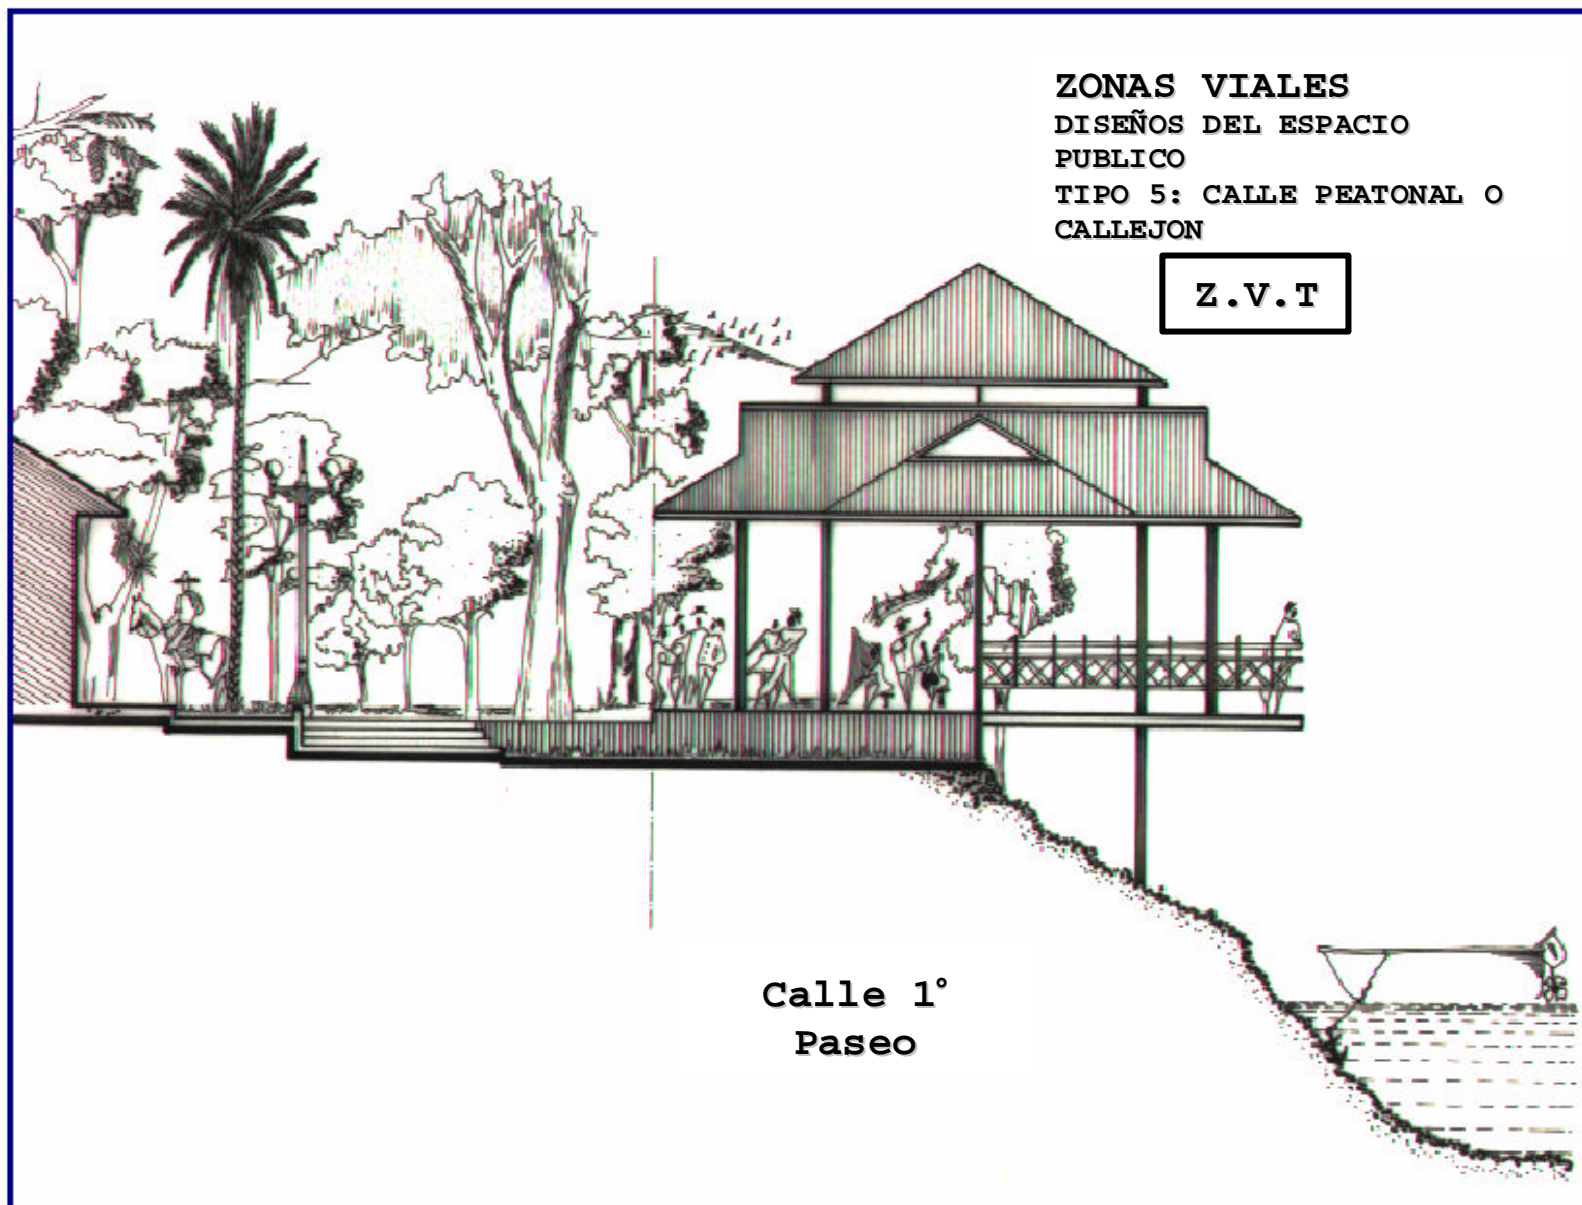 ZONAS VIALES
DISEÑOS DEL ESPACIO
PUBLICO
TIPO 5: CALLE PEATONAL O
CALLEJON
Z.V.T
Calle 1°
Paseo